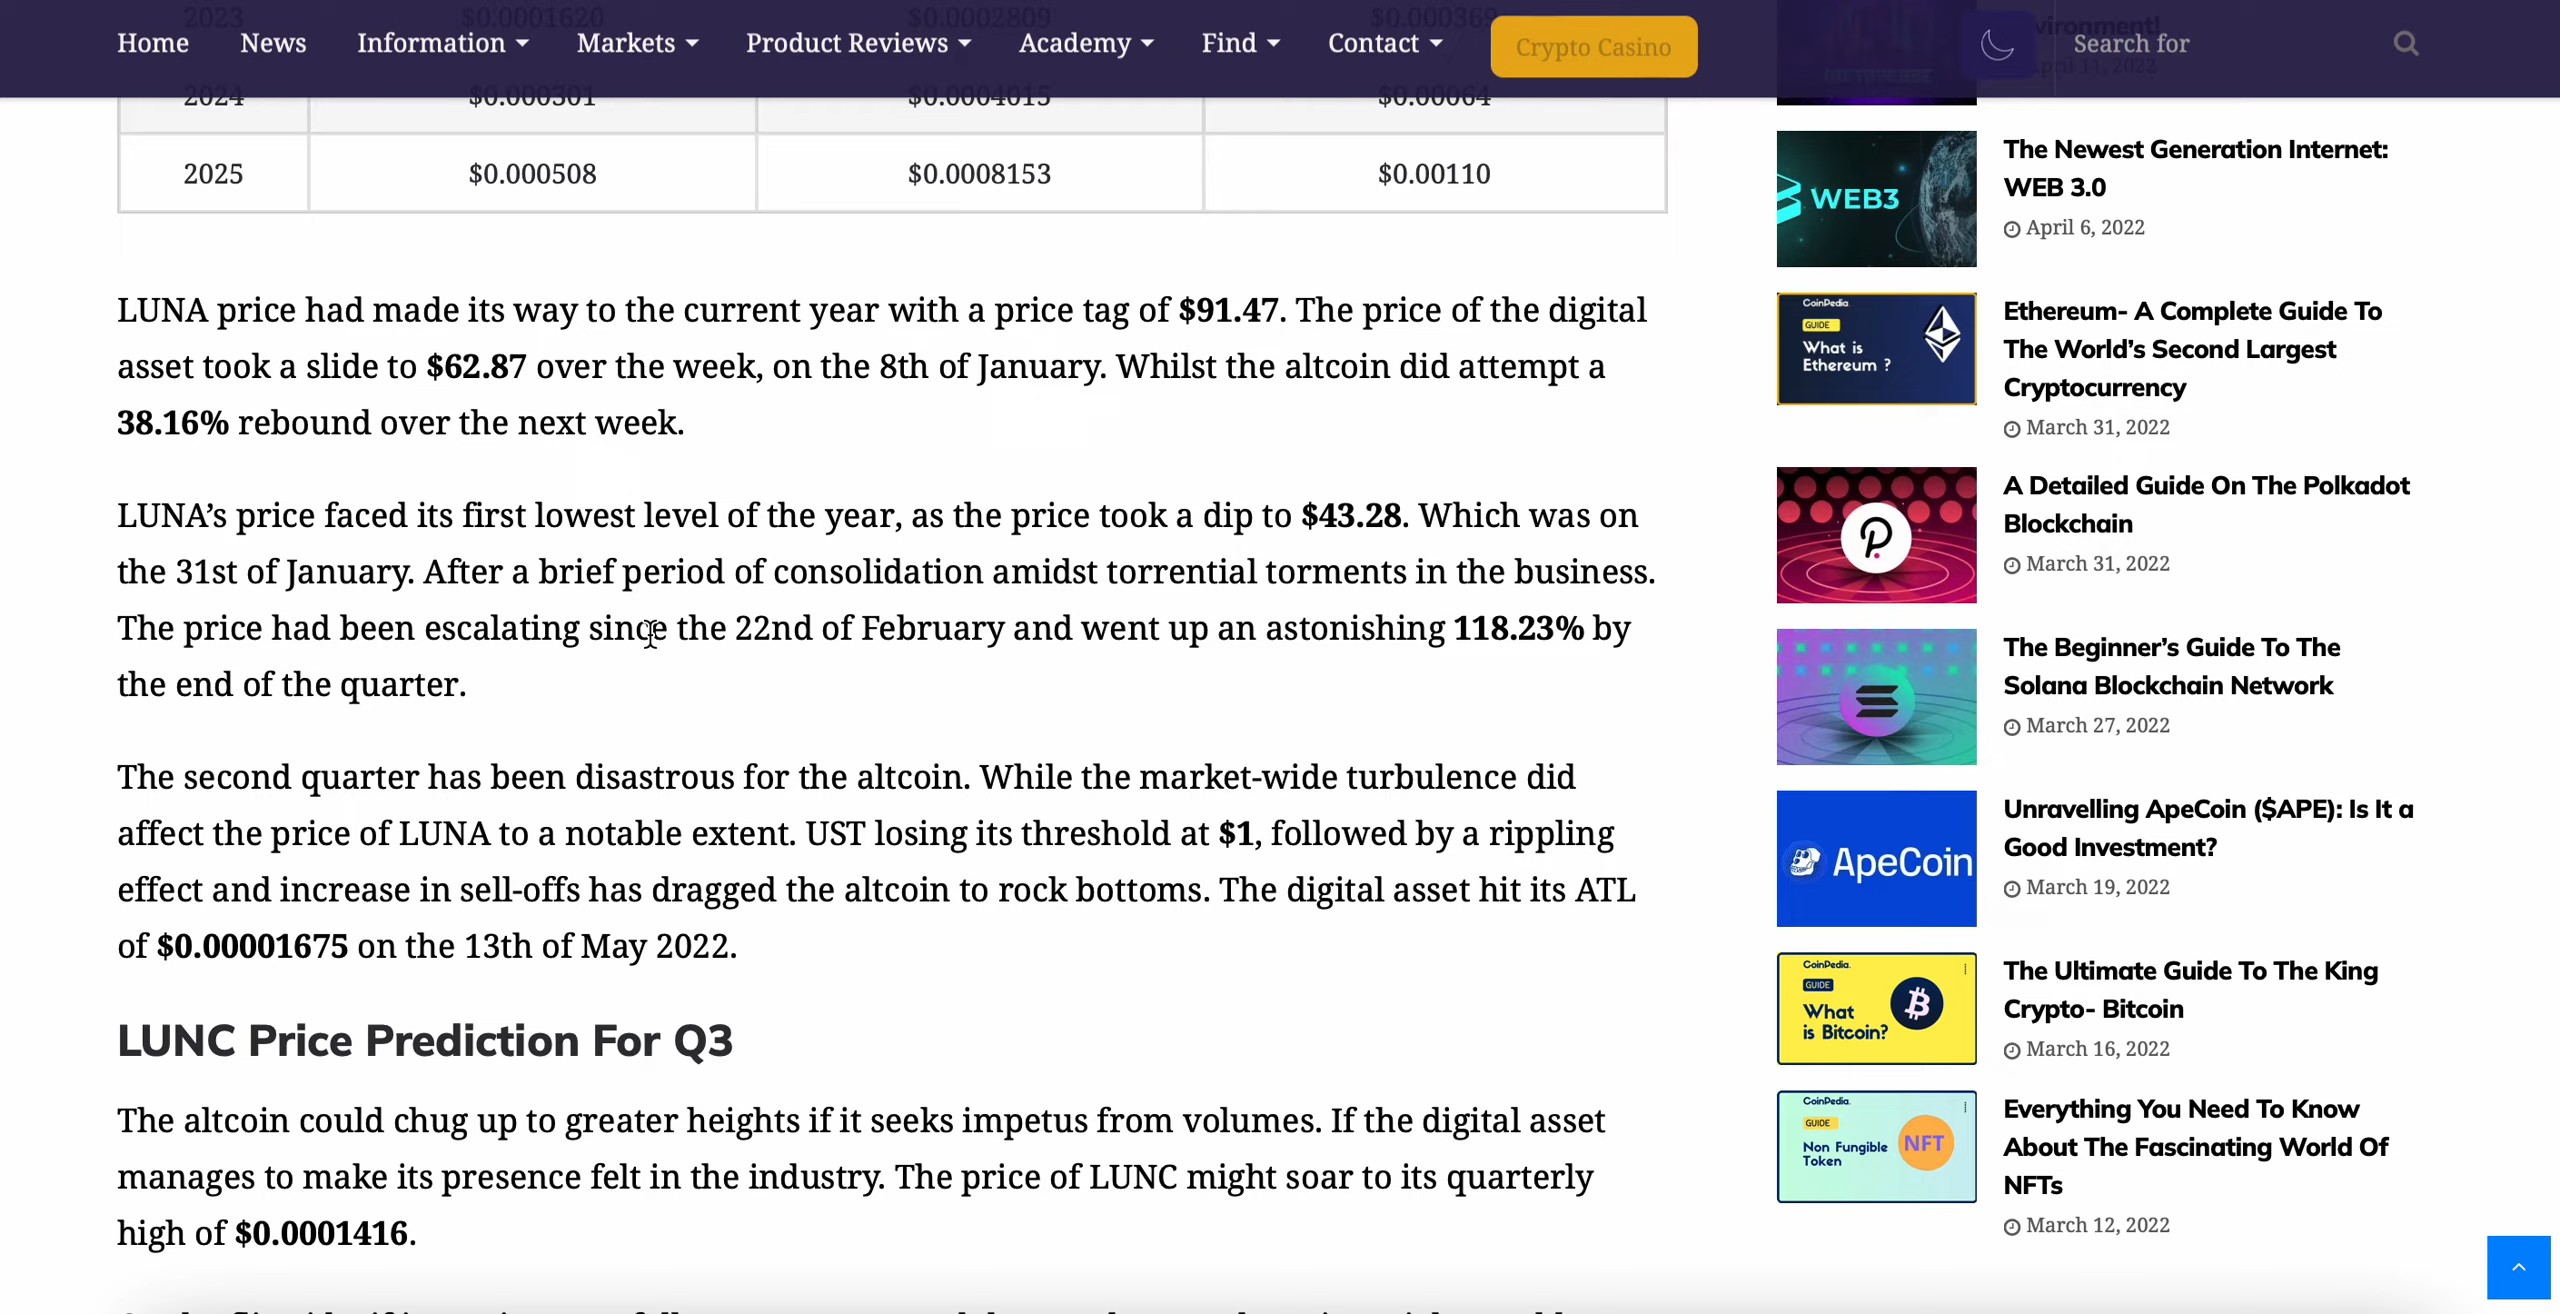 2023 $0.0001620 $0.0002809 $0.000369
Home News Information Markets Product Reviews Academy Find Contact Crypto Casino Search for
2024 $0.000301 $0.0004015 $0.00064
2025 $0.000508 $0.0008153 $0.00110
LUNA price had made its way to the current year with a price tag of $91.47. The price of the digital
asset took a slide to $62.87 over the week, on the 8th of January. Whilst the altcoin did attempt a
38.16% rebound over the next week.
LUNA’s price faced its first lowest level of the year, as the price took a dip to $43.28. Which was on
the 31st of January. After a brief period of consolidation amidst torrential torments in the business.
The price had been escalating since the 22nd of February and went up an astonishing 118.23% by
the end of the quarter.
The second quarter has been disastrous for the altcoin. While the market-wide turbulence did
affect the price of LUNA to a notable extent. UST losing its threshold at $1, followed by a rippling
effect and increase in sell-offs has dragged the altcoin to rock bottoms. The digital asset hit its ATL
of $0.00001675 on the 13th of May 2022.
LUNC Price Prediction For Q3
The altcoin could chug up to greater heights if it seeks impetus from volumes. If the digital asset
manages to make its presence felt in the industry. The price of LUNC might soar to its quarterly
high of $0.0001416.
April 11, 2022
WEB3
The Newest Generation Internet:
WEB 3.0
April 6, 2022
CoinPedia
GUIDE
What is
Ethereum ?
Ethereum- A Complete Guide To
The World’s Second Largest
Cryptocurrency
March 31, 2022
A Detailed Guide On The Polkadot
Blockchain
March 31, 2022
The Beginner’s Guide To The
Solana Blockchain Network
March 27, 2022
ApeCoin
Unravelling ApeCoin ($APE): Is It a
Good Investment?
March 19, 2022
CoinPedia
GUIDE
What
is Bitcoin?
The Ultimate Guide To The King
Crypto- Bitcoin
March 16, 2022
CoinPedia
GUIDE
Non Fungible
Token
NFT
Everything You Need To Know
About The Fascinating World Of
NFTs
March 12, 2022